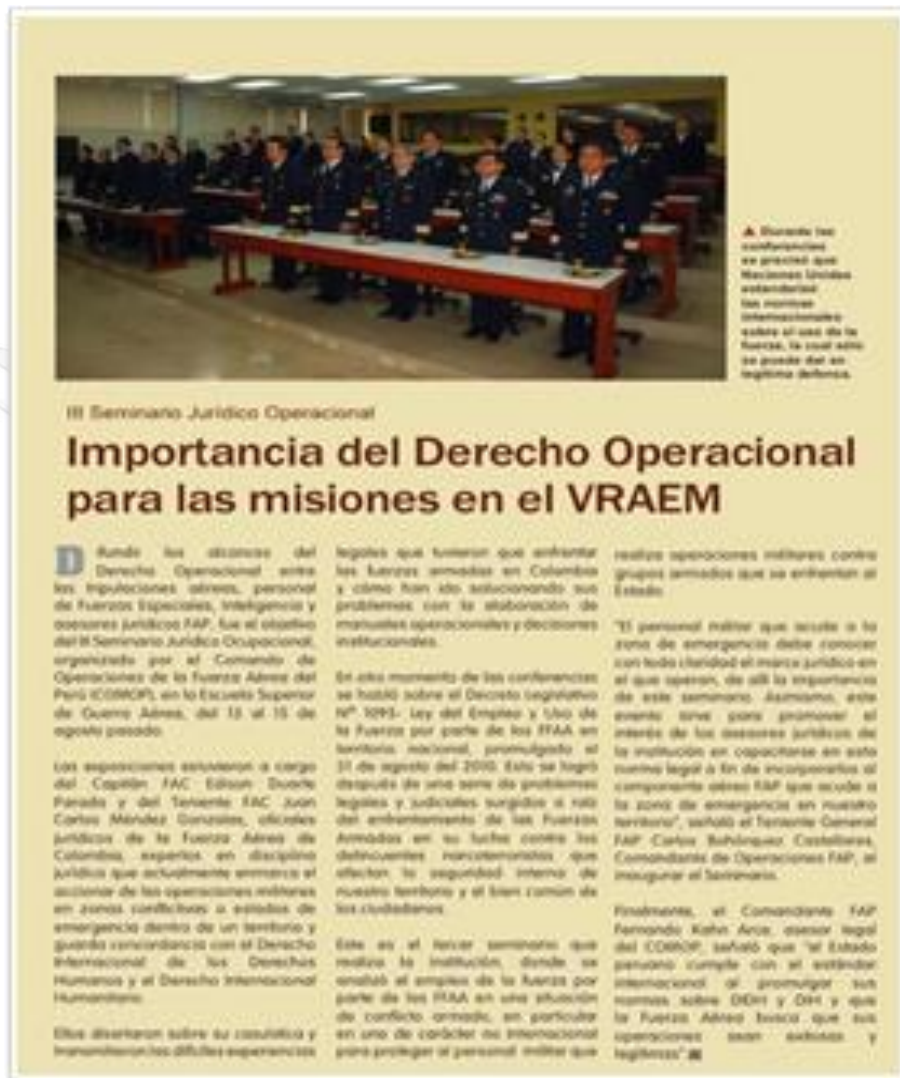 ▲ Durante las
conferencias
se precisó que
Naciones Unidas
estandarizó
las normas
internacionales
sobre el uso de la
fuerza, la cual sólo
se puede dar en
legítima defensa.
III Seminario Jurídico Operacional
Importancia del Derecho Operacional
para las misiones en el VRAEM
Difundir los alcances del
Derecho Operacional entre
las tripulaciones aéreas, personal
de Fuerzas Especiales, Inteligencia y
asesores jurídicos FAP, fue el objetivo
del III Seminario Jurídico Ocupacional,
organizado por el Comando de
Operaciones de la Fuerza Aérea del
Perú (COMOP), en la Escuela Superior
de Guerra Aérea, del 13 al 15 de
agosto pasado.
Las exposiciones estuvieron a cargo
del Capitán FAC Edison Duarte
Parada y del Teniente FAC Juan
Carlos Méndez Gonzales, oficiales
jurídicos de la Fuerza Aérea de
Colombia, expertos en disciplina
jurídica que actualmente enmarca el
accionar de las operaciones militares
en zonas conflictivas o estados de
emergencia dentro de un territorio y
guarda concordancia con el Derecho
Internacional de los Derechos
Humanos y el Derecho Internacional
Humanitario.
Ellos disertaron sobre su casuística y
transmitieron las difíciles experiencias
legales que tuvieron que enfrentar
las fuerzas armadas en Colombia
y cómo han ido solucionando sus
problemas con la elaboración de
manuales operacionales y decisiones
institucionales.
En otro momento de las conferencias
se habló sobre el Decreto Legislativo
N° 1095- Ley del Empleo y Uso de
la Fuerza por parte de las FFAA en
territorio nacional, promulgado el
31 de agosto del 2010. Esto se logró
después de una serie de problemas
legales y judiciales surgidos a raíz
del enfrentamiento de las Fuerzas
Armadas en su lucha contra los
delincuentes narcoterroristas que
afectan la seguridad interna de
nuestro territorio y el bien común de
los ciudadanos.
Este es el tercer seminario que
realiza la institución, donde se
analizó el empleo de la fuerza por
parte de las FFAA en una situación
de conflicto armado, en particular
en uno de carácter no internacional
para proteger al personal militar que
realiza operaciones militares contra
grupos armados que se enfrentan al
Estado.
"El personal militar que acude a la
zona de emergencia debe conocer
con toda claridad el marco jurídico en
el que operan, de allí la importancia
de este seminario. Asimismo, este
evento sirve para promover el
interés de los asesores jurídicos de
la institución en capacitarse en esta
norma legal a fin de incorporarlos al
componente aéreo FAP que acude a
la zona de emergencia en nuestro
territorio", señaló el Teniente General
FAP Carlos Bohórquez Castellares,
Comandante de Operaciones FAP, al
inaugurar el Seminario.
Finalmente, el Comandante FAP
Fernando Kahn Arce, asesor legal
del COMOP, señaló que "el Estado
peruano cumple con el estándar
internacional al promulgar sus
normas sobre DIDH y DIH y que
la Fuerza Aérea busca que sus
operaciones sean exitosas y
legítimas"